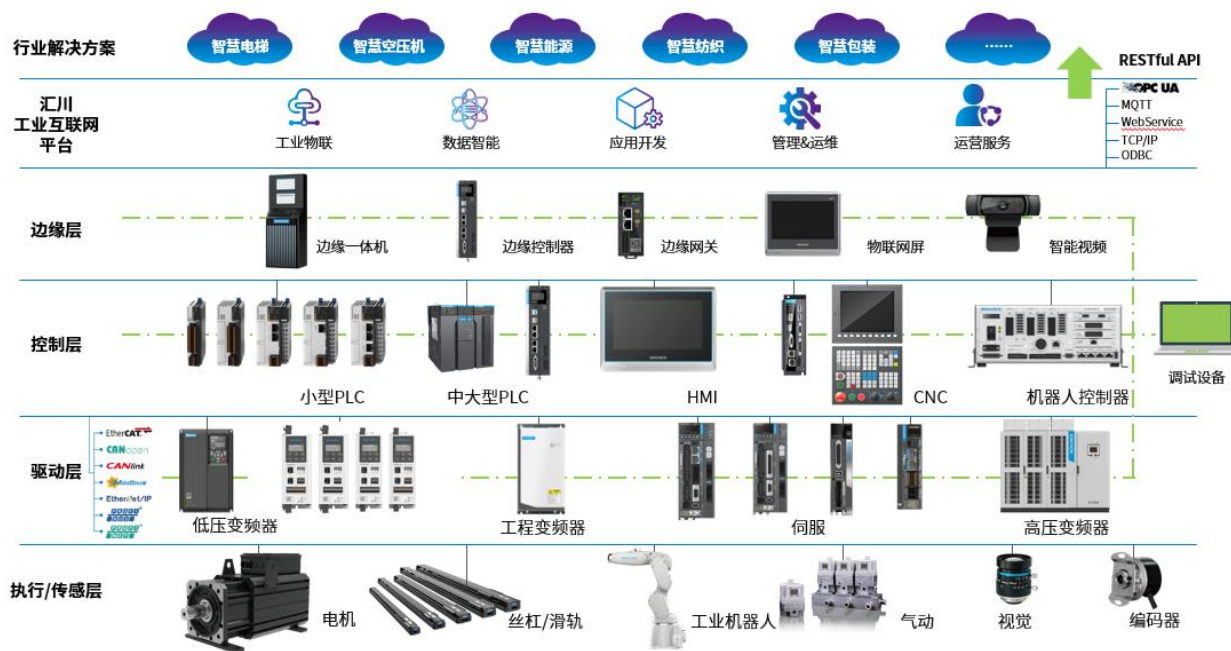 行业解决方案
智慧电梯
智慧空压机
智慧能源
智慧纺织
智慧包装
······
RESTful API
汇川
工业互联网
平台
工业物联
数据智能
应用开发
管理&运维
运营服务
OPC UA
MQTT
WebService
TCP/IP
ODBC
边缘层
边缘一体机
边缘控制器
边缘网关
物联网屏
智能视频
控制层
小型PLC
中大型PLC
HMI
CNC
机器人控制器
调试设备
驱动层
EtherCAT
CANopen
CANlink
Modbus
EtherNet/IP
PROFIBUS
PROFINET
低压变频器
工程变频器
伺服
高压变频器
执行/传感层
电机
丝杠/滑轨
工业机器人
气动
视觉
编码器